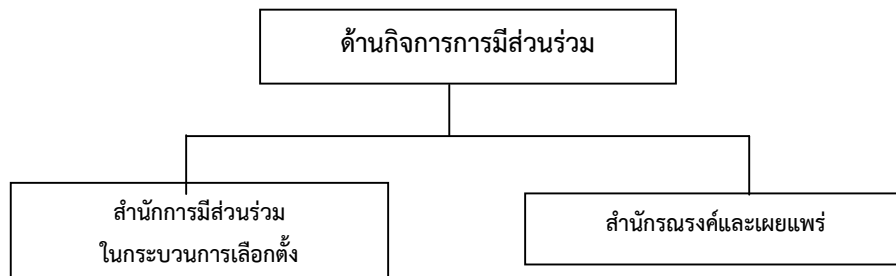 ด้านกิจการการมีส่วนร่วม
สำนักการมีส่วนร่วม
ในกระบวนการเลือกตั้ง
สำนักรณรงค์และเผยแพร่